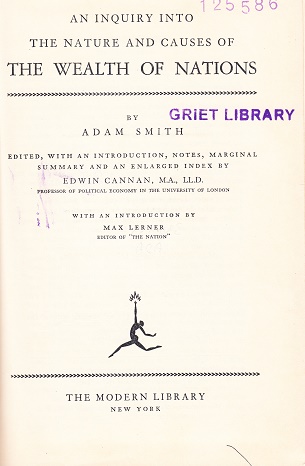 125586
AN INQUIRY INTO
THE NATURE AND CAUSES OF
THE WEALTH OF NATIONS
BY
GRIET LIBRARY
ADAM SMITH
EDITED, WITH AN INTRODUCTION, NOTES, MARGINAL
SUMMARY AND AN ENLARGED INDEX BY
EDWIN CANNAN, M.A., LL.D.
PROFESSOR OF POLITICAL ECONOMY IN THE UNIVERSITY OF LONDON
WITH AN INTRODUCTION BY
MAX LERNER
EDITOR OF "THE NATION"
THE MODERN LIBRARY
NEW YORK